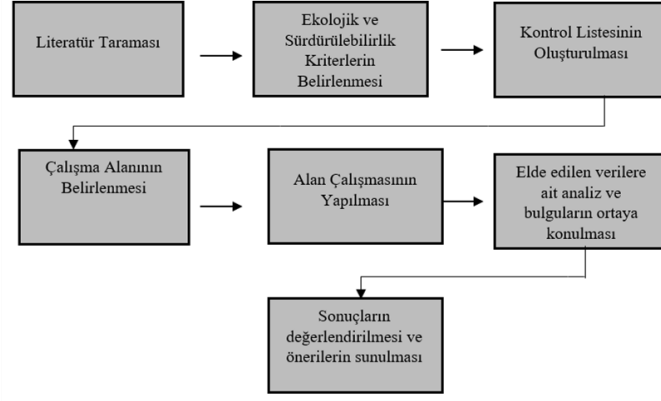 Literatür Taraması
Ekolojik ve
Sürdürülebilirlik
Kriterlerin
Belirlenmesi
Kontrol Listesinin
Oluşturulması
Çalışma Alanının
Belirlenmesi
Alan Çalışmasının
Yapılması
Elde edilen verilere
ait analiz ve
bulguların ortaya
konulması
Sonuçların
değerlendirilmesi ve
önerilerin sunulması